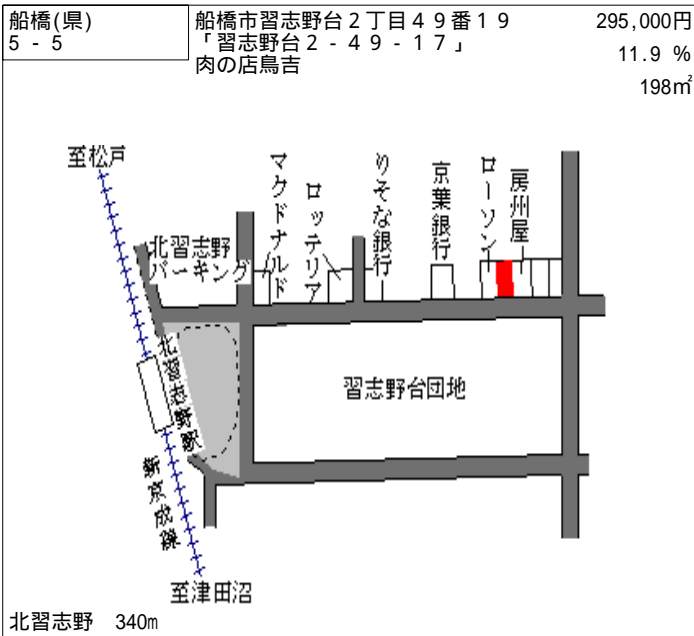 船橋(県)
5 - 5
船橋市習志野台２丁目４９番１９
「習志野台２ - ４９ - １７」
肉の店鳥吉
295,000円
11.9 %
198㎡
至松戸
北習志野
パーキング
マクドナルド
ロッテリア
りそな銀行
京葉銀行
ローソン
房州屋
北習志野駅
習志野台団地
新京成線
至津田沼
北習志野 340m